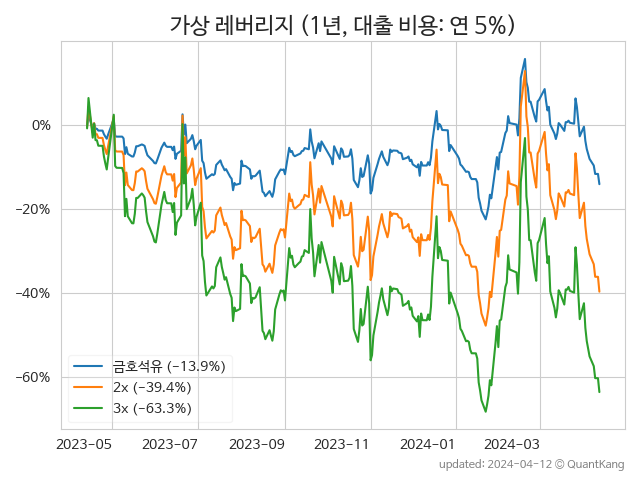 가상 레버리지 (1년, 대출 비용: 연 5%)
0%
−20%
−40%
−60%
금호석유 (−13.9%)
2x (−39.4%)
3x (−63.3%)
2023-05 2023-07 2023-09 2023-11 2024-01 2024-03
updated: 2024-04-12 © QuantKang